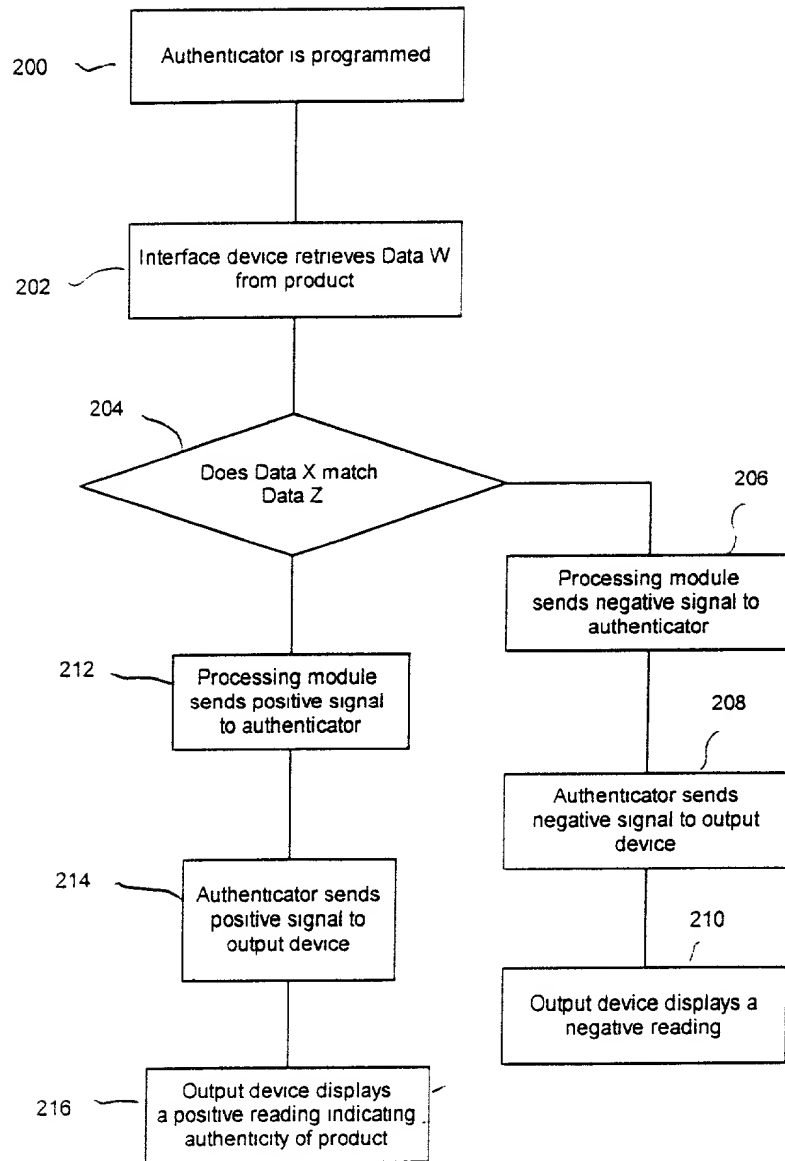 200
Authenticator is programmed
202
Interface device retrieves Data W
from product
204
Does Data X match
Data Z
206
Processing module
sends negative signal to
authenticator
212
Processing module
sends positive signal
to authenticator
208
Authenticator sends
negative signal to output
device
214
Authenticator sends
positive signal to
output device
210
Output device displays a
negative reading
216
Output device displays
a positive reading indicating
authenticity of product